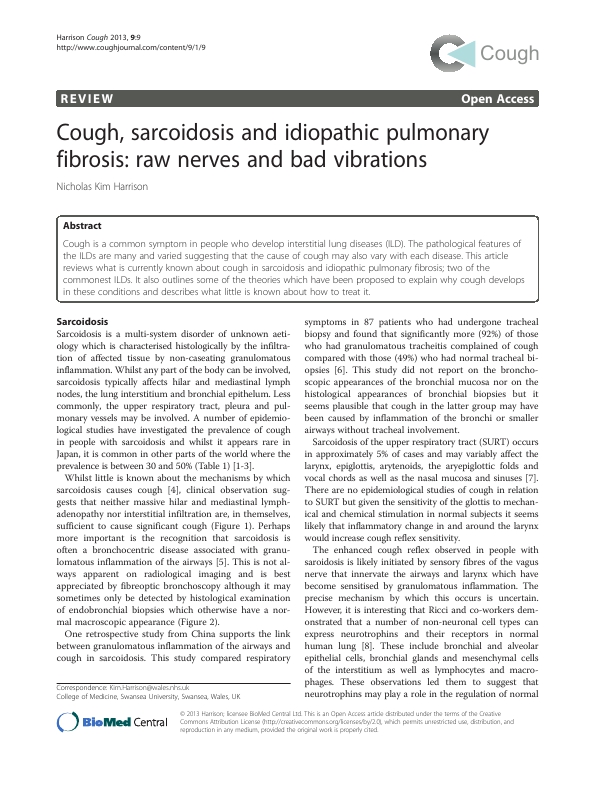 Harrison Cough 2013, 9:9
http://www.coughjournal.com/content/9/1/9
Cough
REVIEW
Open Access
Cough, sarcoidosis and idiopathic pulmonary
fibrosis: raw nerves and bad vibrations
Nicholas Kim Harrison
Abstract
Cough is a common symptom in people who develop interstitial lung diseases (ILD). The pathological features of
the ILDs are many and varied suggesting that the cause of cough may also vary with each disease. This article
reviews what is currently known about cough in sarcoidosis and idiopathic pulmonary fibrosis; two of the
commonest ILDs. It also outlines some of the theories which have been proposed to explain why cough develops
in these conditions and describes what little is known about how to treat it.
Sarcoidosis
Sarcoidosis is a multi-system disorder of unknown aeti-
ology which is characterised histologically by the infiltra-
tion of affected tissue by non-caseating granulomatous
inflammation. Whilst any part of the body can be involved,
sarcoidosis typically affects hilar and mediastinal lymph
nodes, the lung interstitium and bronchial epithelum. Less
commonly, the upper respiratory tract, pleura and pul-
monary vessels may be involved. A number of epidemio-
logical studies have investigated the prevalence of cough
in people with sarcoidosis and whilst it appears rare in
Japan, it is common in other parts of the world where the
prevalence is between 30 and 50% (Table 1) [1-3].
Whilst little is known about the mechanisms by which
sarcoidosis causes cough [4], clinical observation sug-
gests that neither massive hilar and mediastinal lymph-
adenopathy nor interstitial infiltration are, in themselves,
sufficient to cause significant cough (Figure 1). Perhaps
more important is the recognition that sarcoidosis is
often a bronchocentric disease associated with granu-
lomatous inflammation of the airways [5]. This is not al-
ways apparent on radiological imaging and is best
appreciated by fibreoptic bronchoscopy although it may
sometimes only be detected by histological examination
of endobronchial biopsies which otherwise have a nor-
mal macroscopic appearance (Figure 2).
One retrospective study from China supports the link
between granulomatous inflammation of the airways and
cough in sarcoidosis. This study compared respiratory
symptoms in 87 patients who had undergone tracheal
biopsy and found that significantly more (92%) of those
who had granulomatous tracheitis complained of cough
compared with those (49%) who had normal tracheal bi-
opsies [6]. This study did not report on the broncho-
scopic appearances of the bronchial mucosa nor on the
histological appearances of bronchial biopsies but it
seems plausible that cough in the latter group may have
been caused by inflammation of the bronchi or smaller
airways without tracheal involvement.
Sarcoidosis of the upper respiratory tract (SURT) occurs
in approximately 5% of cases and may variably affect the
larynx, epiglottis, arytenoids, the aryepiglottic folds and
vocal chords as well as the nasal mucosa and sinuses [7].
There are no epidemiological studies of cough in relation
to SURT but given the sensitivity of the glottis to mechan-
ical and chemical stimulation in normal subjects it seems
likely that inflammatory change in and around the larynx
would increase cough reflex sensitivity.
The enhanced cough reflex observed in people with
saroidosis is likely initiated by sensory fibres of the vagus
nerve that innervate the airways and larynx which have
become sensitised by granulomatous inflammation. The
precise mechanism by which this occurs is uncertain.
However, it is interesting that Ricci and co-workers dem-
onstrated that a number of non-neuronal cell types can
express neurotrophins and their receptors in normal
human lung [8]. These include bronchial and alveolar
epithelial cells, bronchial glands and mesenchymal cells
of the interstitium as well as lymphocytes and macro-
phages. These observations led them to suggest that
neurotrophins may play a role in the regulation of normal
Correspondence: Kim.Harrison@wales.nhs.uk
College of Medicine, Swansea University, Swansea, Wales, UK
BioMed Central
© 2013 Harrison; licensee BioMed Central Ltd. This is an Open Access article distributed under the terms of the Creative
Commons Attribution License (http://creativecommons.org/licenses/by/2.0), which permits unrestricted use, distribution, and
reproduction in any medium, provided the original work is properly cited.